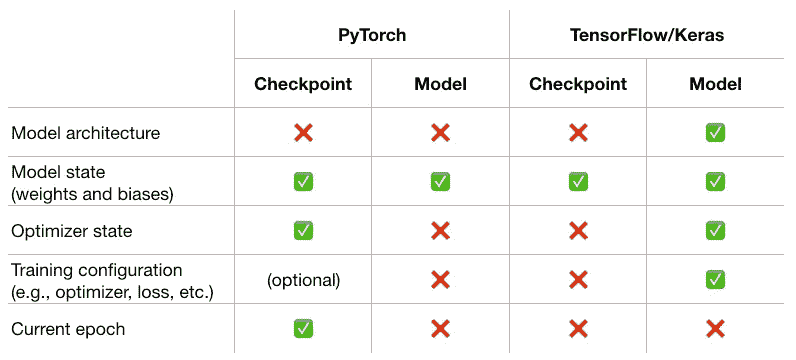 PyTorch TensorFlow/Keras
Checkpoint Model Checkpoint Model
Model architecture ❌ ❌ ❌ ✅
Model state
(weights and biases) ✅ ✅ ✅ ✅
Optimizer state ✅ ❌ ❌ ✅
Training configuration
(e.g., optimizer, loss, etc.) (optional) ❌ ❌ ✅
Current epoch ✅ ❌ ❌ ❌